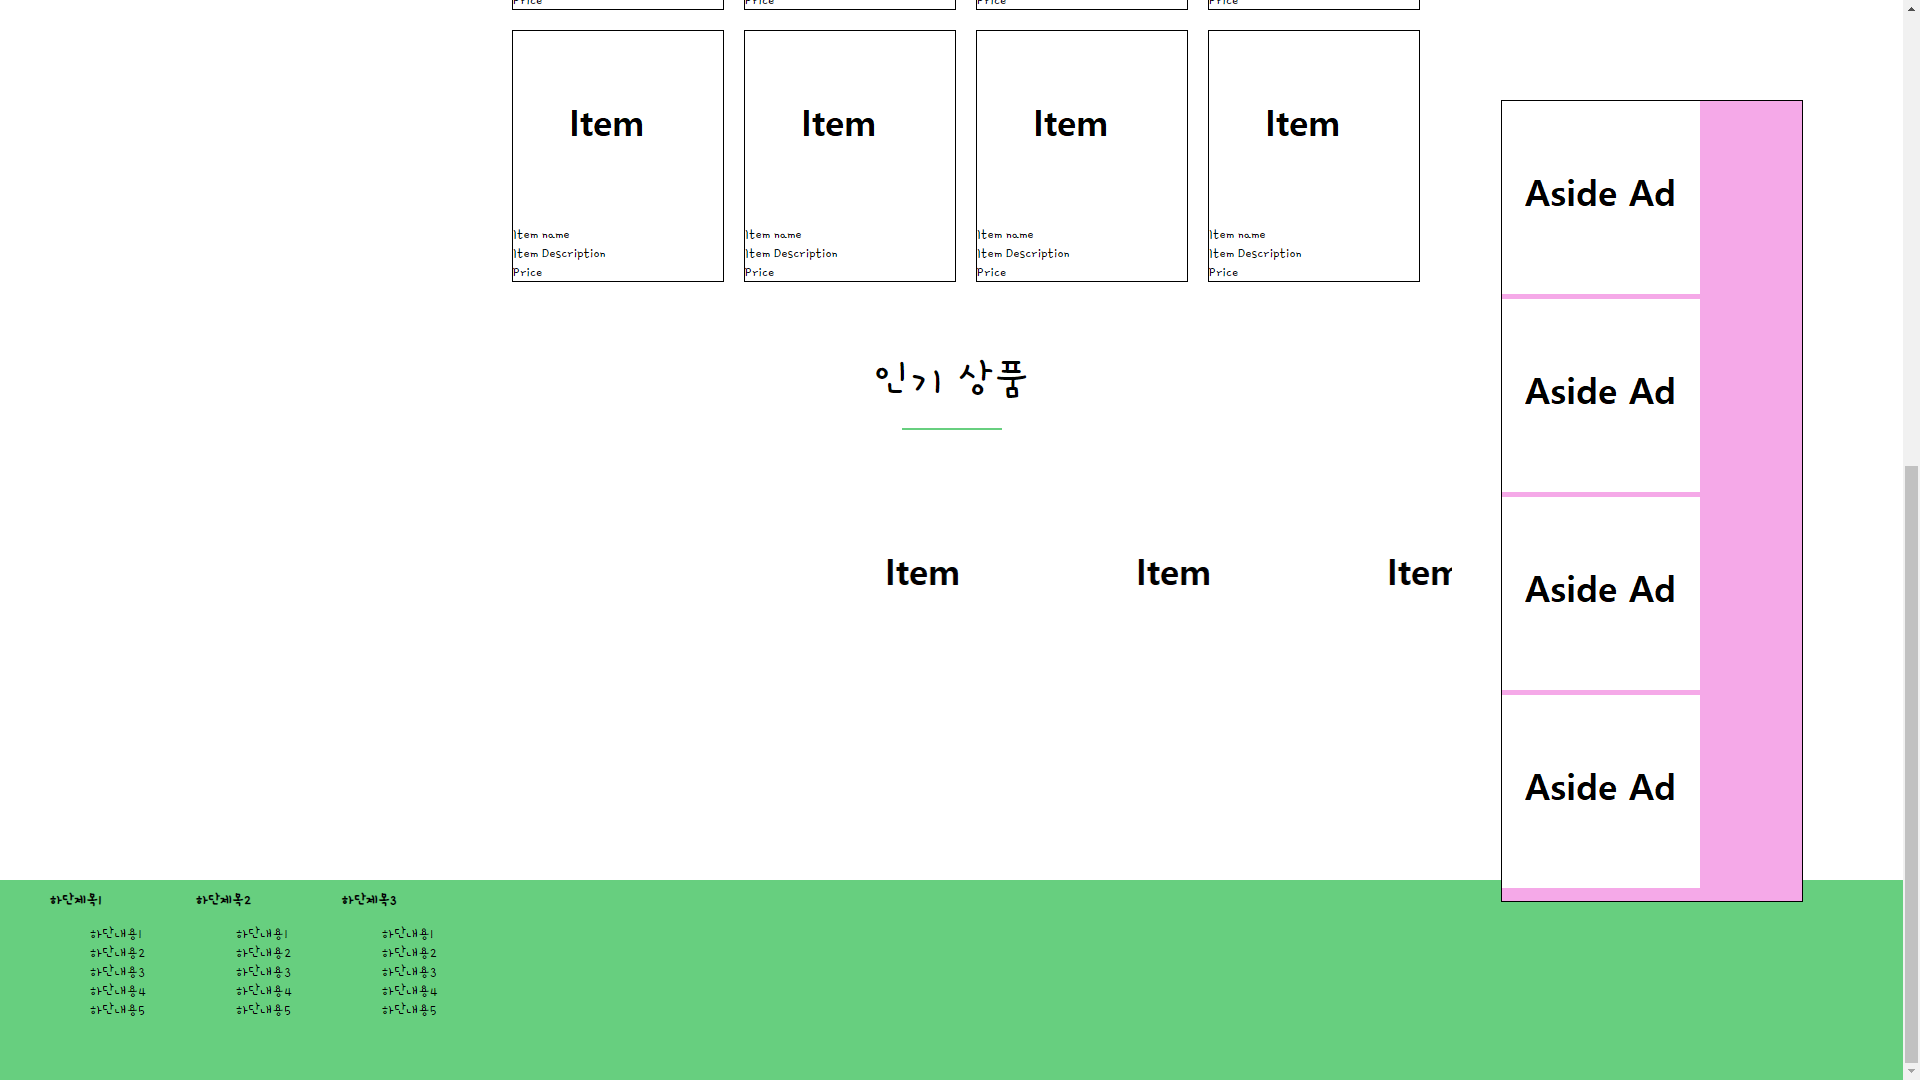 Price Price Price Price
Item Item Item Item
Item name Item name Item name Item name
Item Description Item Description Item Description Item Description
Price Price Price Price
Aside Ad
Aside Ad
인기 상품
Item Item Item
Aside Ad
Aside Ad
하단제목1 하단제목2 하단제목3
하단내용1 하단내용1 하단내용1
하단내용2 하단내용2 하단내용2
하단내용3 하단내용3 하단내용3
하단내용4 하단내용4 하단내용4
하단내용5 하단내용5 하단내용5